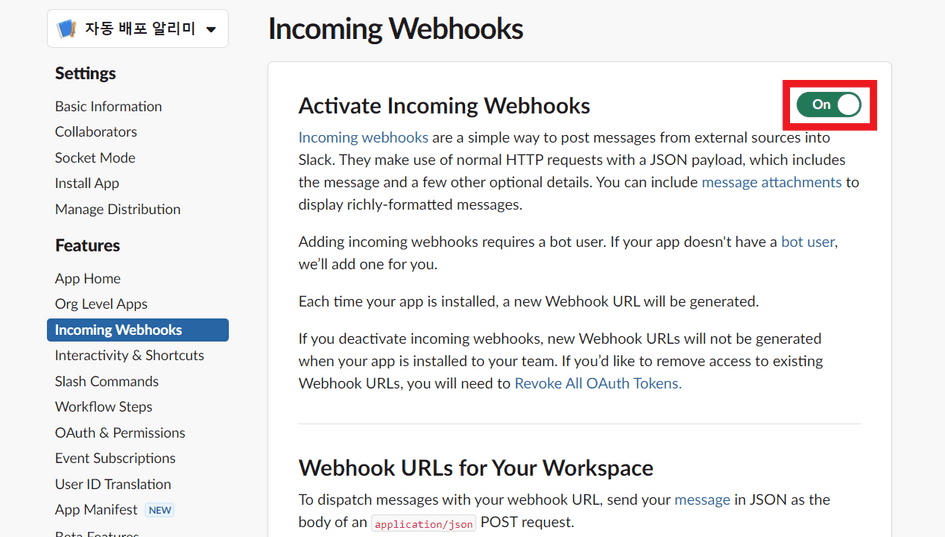 자동 배포 알리미
Settings
Basic Information
Collaborators
Socket Mode
Install App
Manage Distribution
Features
App Home
Org Level Apps
Incoming Webhooks
Interactivity & Shortcuts
Slash Commands
Workflow Steps
OAuth & Permissions
Event Subscriptions
User ID Translation
App Manifest NEW
Beta Features
Incoming Webhooks
Activate Incoming Webhooks
On
Incoming webhooks are a simple way to post messages from external sources into
Slack. They make use of normal HTTP requests with a JSON payload, which includes
the message and a few other optional details. You can include message attachments to
display richly-formatted messages.
Adding incoming webhooks requires a bot user. If your app doesn't have a bot user,
we’ll add one for you.
Each time your app is installed, a new Webhook URL will be generated.
If you deactivate incoming webhooks, new Webhook URLs will not be generated
when your app is installed to your team. If you’d like to remove access to existing
Webhook URLs, you will need to Revoke All OAuth Tokens.
Webhook URLs for Your Workspace
To dispatch messages with your webhook URL, send your message in JSON as the
body of an application/json POST request.